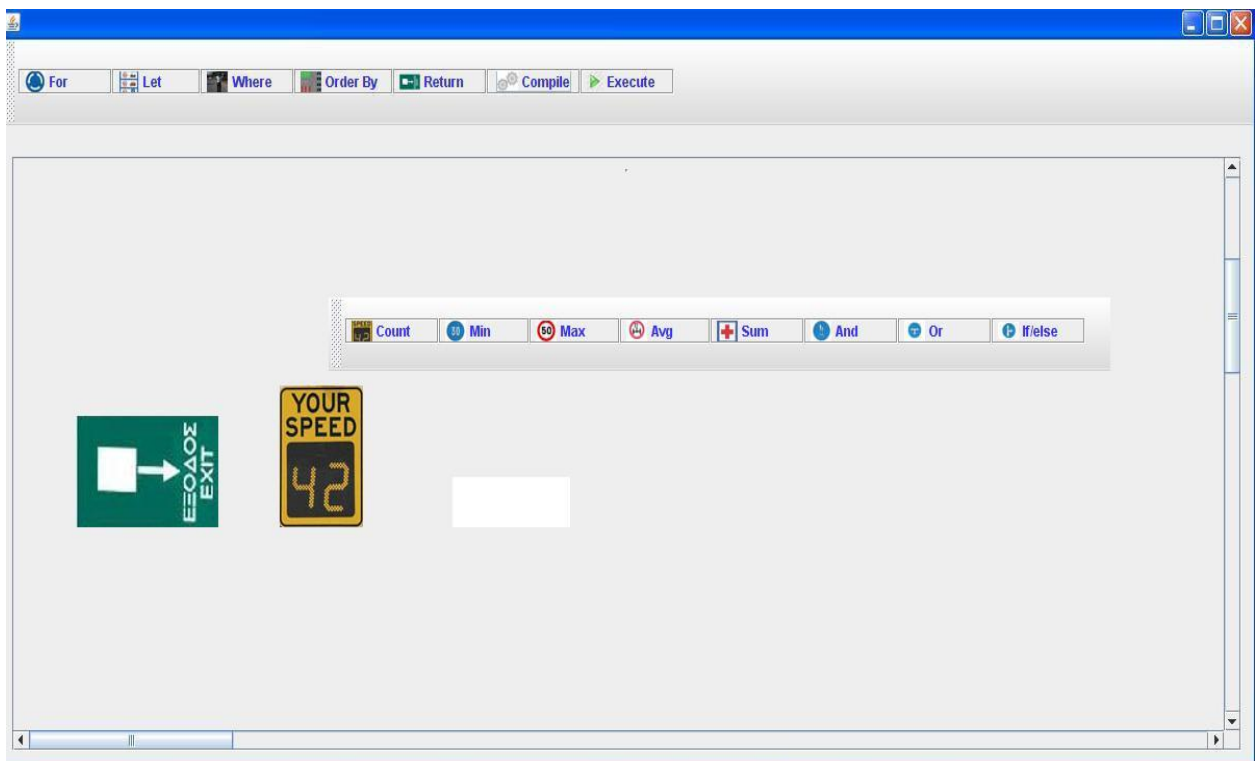 For Let Where Order By Return Compile Execute
Count Min Max Avg Sum And Or If/else
YOUR
SPEED
42
ΕΞΟΔΟΣ
EXIT